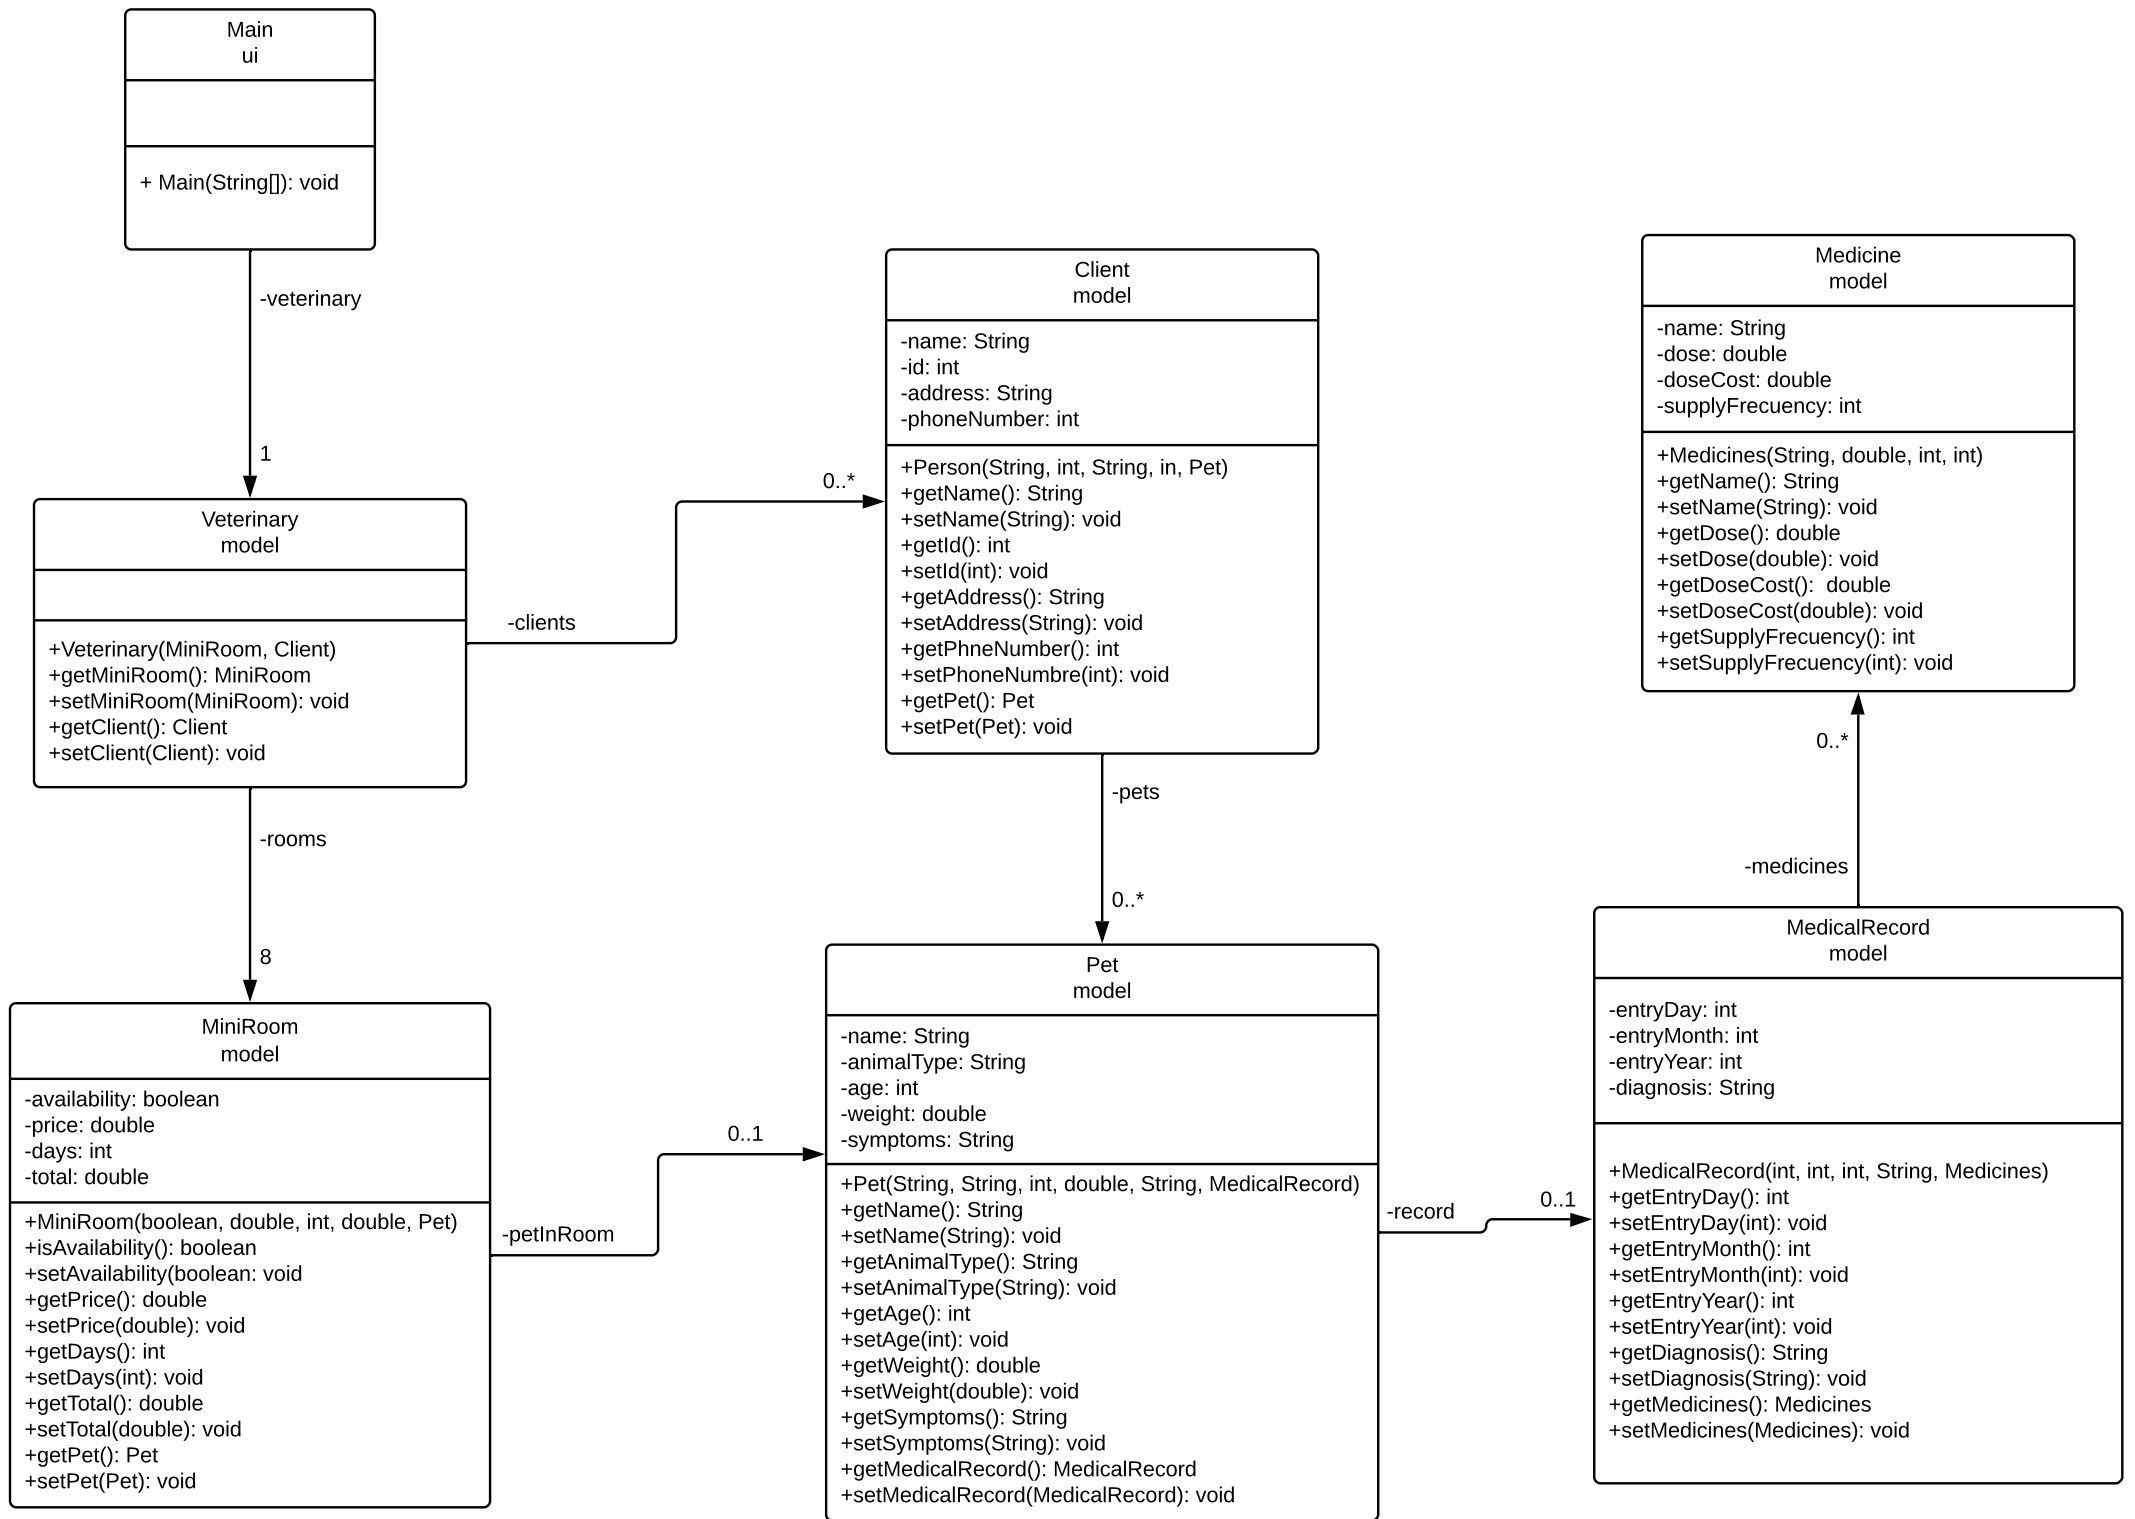 Main
ui
+ Main(String[]): void
-veterinary
1
Veterinary
model
+Veterinary(MiniRoom, Client)
+getMiniRoom(): MiniRoom
+setMiniRoom(MiniRoom): void
+getClient(): Client
+setClient(Client): void
-clients
0..*
Client
model
-name: String
-id: int
-address: String
-phoneNumber: int
+Person(String, int, String, in, Pet)
+getName(): String
+setName(String): void
+getId(): int
+setId(int): void
+getAddress(): String
+setAddress(String): void
+getPhneNumber(): int
+setPhoneNumbre(int): void
+getPet(): Pet
+setPet(Pet): void
Medicine
model
-name: String
-dose: double
-doseCost: double
-supplyFrecuency: int
+Medicines(String, double, int, int)
+getName(): String
+setName(String): void
+getDose(): double
+setDose(double): void
+getDoseCost():  double
+setDoseCost(double): void
+getSupplyFrecuency(): int
+setSupplyFrecuency(int): void
0..*
-medicines
-rooms
8
-pets
0..*
MiniRoom
model
-availability: boolean
-price: double
-days: int
-total: double
+MiniRoom(boolean, double, int, double, Pet)
+isAvailability(): boolean
+setAvailability(boolean: void
+getPrice(): double
+setPrice(double): void
+getDays(): int
+setDays(int): void
+getTotal(): double
+setTotal(double): void
+getPet(): Pet
+setPet(Pet): void
-petInRoom
0..1
Pet
model
-name: String
-animalType: String
-age: int
-weight: double
-symptoms: String
+Pet(String, String, int, double, String, MedicalRecord)
+getName(): String
+setName(String): void
+getAnimalType(): String
+setAnimalType(String): void
+getAge(): int
+setAge(int): void
+getWeight(): double
+setWeight(double): void
+getSymptoms(): String
+setSymptoms(String): void
+getMedicalRecord(): MedicalRecord
+setMedicalRecord(MedicalRecord): void
-record
0..1
MedicalRecord
model
-entryDay: int
-entryMonth: int
-entryYear: int
-diagnosis: String
+MedicalRecord(int, int, int, String, Medicines)
+getEntryDay(): int
+setEntryDay(int): void
+getEntryMonth(): int
+setEntryMonth(int): void
+getEntryYear(): int
+setEntryYear(int): void
+getDiagnosis(): String
+setDiagnosis(String): void
+getMedicines(): Medicines
+setMedicines(Medicines): void